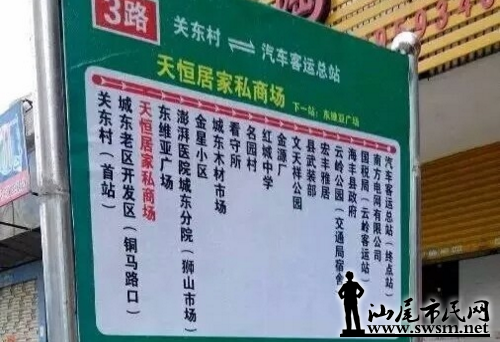 3路
关东村⇌汽车客运总站
天恒居家私商场
下一站：东维亚广场
关东村（首站）
城东老区开发区（铜马路口）
天恒居家私商场
东维亚广场
澎湃医院城东分院（狮山市场）
金星小区
城东木材市场
看守所
名园村
红城中学
金源厂
文天祥公园
县武装部
宏丰雅居
云岭公园（交通局宿舍
海丰县政府
国税局（云岭客运站）
南方电网有限公司
汽车客运总站（终点站）
汕尾市民网
www.swsm.net